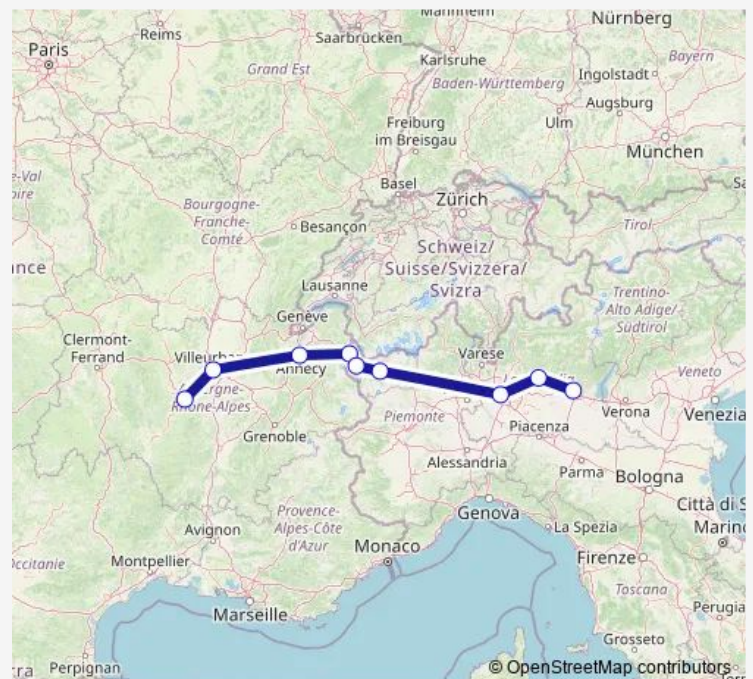 Mannheim
Nürnberg
Reims
Saarbrücken
Paris
Karlsruhe
Grand Est
Bayern
Ingolstadt
Baden-Württemberg
Augsburg
Freiburg
im Breisgau
Ulm
München
Basel
Zürich
Bourgogne-
Franche-
Comté
Besançon
Tirol
Schweiz/
Suisse/Svizzera/
Svizra
Lausanne
Trentino-
Alto Adige/
Südtirol
Genève
Clermont-
Ferrand
Annecy
Varese
Veneto
Rhône-Alpes
Piemonte
Verona
Venezia
Grenoble
Piacenza
Alessandria
Parma
Bologna
Provence-
Alpes-Côte
d'Azur
Genova
Città di S
Marino
Avignon
La Spezia
Monaco
Firenze
Montpellier
Marseille
Toscana
Perugia
Grosseto
Perpignan
© OpenStreetMap contributors